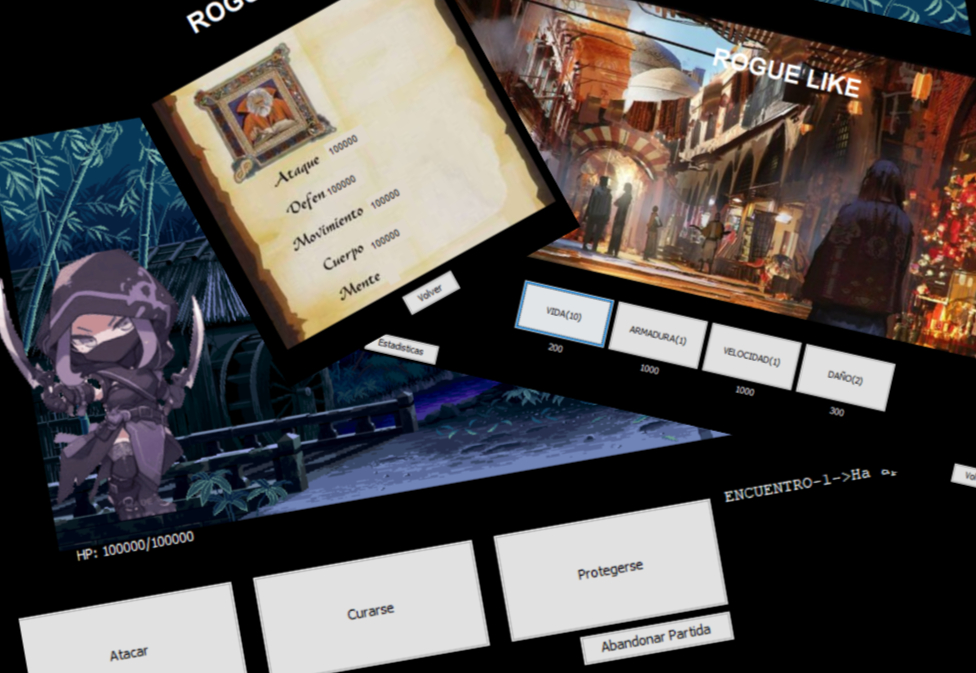 ROGUE LIKE
Ataque 100000
Defen 100000
Movimiento 100000
Cuerpo 100000
Mente
Volver
Estadisticas
VIDA(10)
ARMADURA(1)
VELOCIDAD(1)
DAÑO(2)
200
1000
1000
300
ENCUENTRO-1->Ha
HP: 100000/100000
Atacar
Curarse
Protegerse
Abandonar Partida